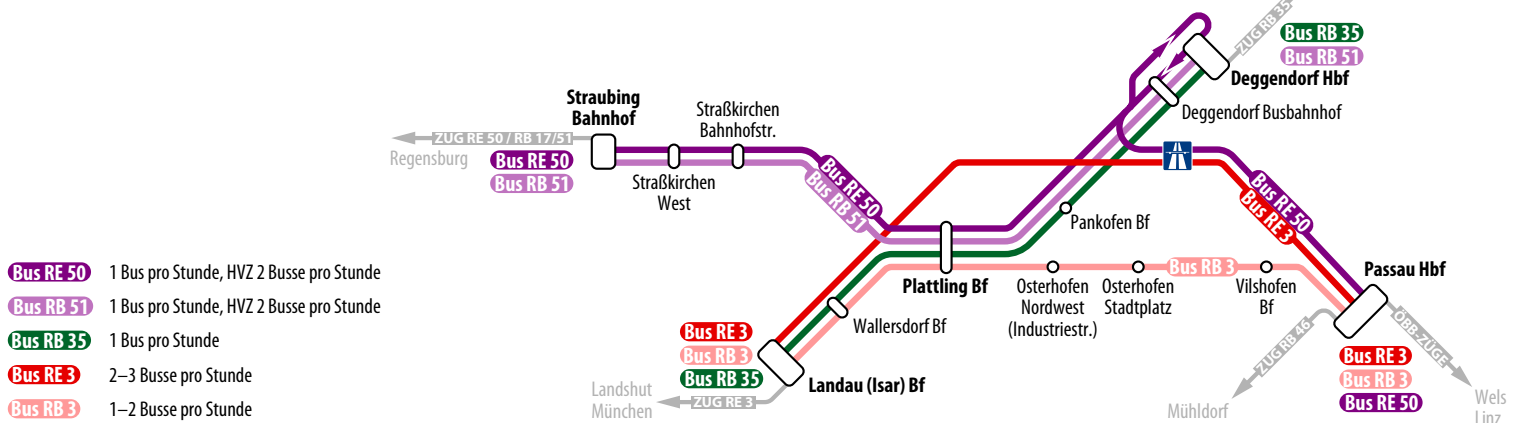 ZUG RB 35
Bus RB 35
Bus RB 51
Deggendorf Hbf
Deggendorf Busbahnhof
Straubing
Bahnhof
Straßkirchen
Bahnhofstr.
ZUG RE 50 / RB 17/51
Regensburg
Bus RE 50
Bus RB 51
Straßkirchen
West
Bus RE 50
Bus RB 51
Bus RE 50
Bus RE 3
Pankofen Bf
Bus RE 50 1 Bus pro Stunde, HVZ 2 Busse pro Stunde
Bus RB 51 1 Bus pro Stunde, HVZ 2 Busse pro Stunde
Bus RB 35 1 Bus pro Stunde
Bus RE 3 2–3 Busse pro Stunde
Bus RB 3 1–2 Busse pro Stunde
Plattling Bf
Osterhofen
Nordwest
(Industriestr.)
Osterhofen
Stadtplatz
Bus RB 3
Vilshofen
Bf
Passau Hbf
Wallersdorf Bf
Bus RE 3
Bus RB 3
Bus RB 35
Landau (Isar) Bf
Landshut
München
ZUG RE 3
ZUG RB 46
Mühldorf
ÖBB-ZÜGE
Bus RE 3
Bus RB 3
Bus RE 50
Wels
Linz